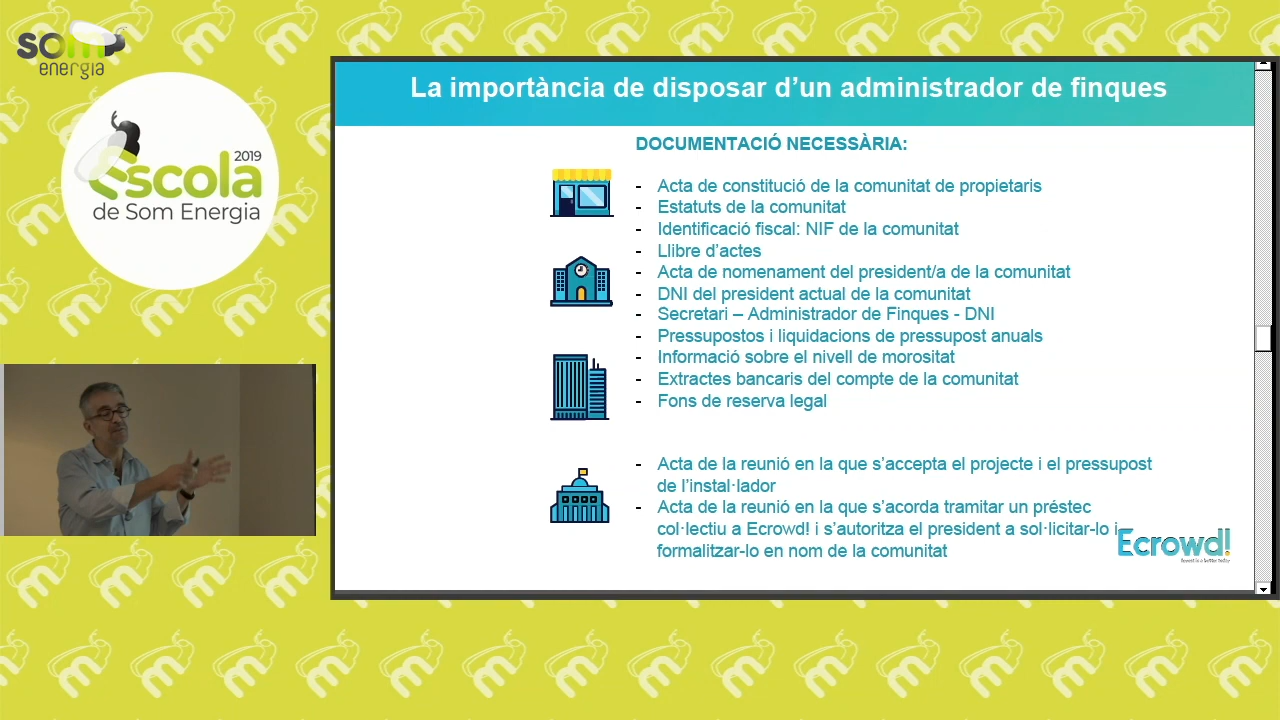 som
energia
2019
Escola
de Som Energia
La importància de disposar d’un administrador de finques
DOCUMENTACIÓ NECESSÀRIA:
- Acta de constitució de la comunitat de propietaris
- Estatuts de la comunitat
- Identificació fiscal: NIF de la comunitat
- Llibre d’actes
- Acta de nomenament del president/a de la comunitat
- DNI del president actual de la comunitat
- Secretari – Administrador de Finques - DNI
- Pressupostos i liquidacions de pressupost anuals
- Informació sobre el nivell de morositat
- Extractes bancaris del compte de la comunitat
- Fons de reserva legal
- Acta de la reunió en la que s’accepta el projecte i el pressupost
de l’instal·lador
- Acta de la reunió en la que s’acorda tramitar un préstec
col·lectiu a Ecrowd! i s’autoritza el president a sol·licitar-lo i
formalitzar-lo en nom de la comunitat
Ecrowd!